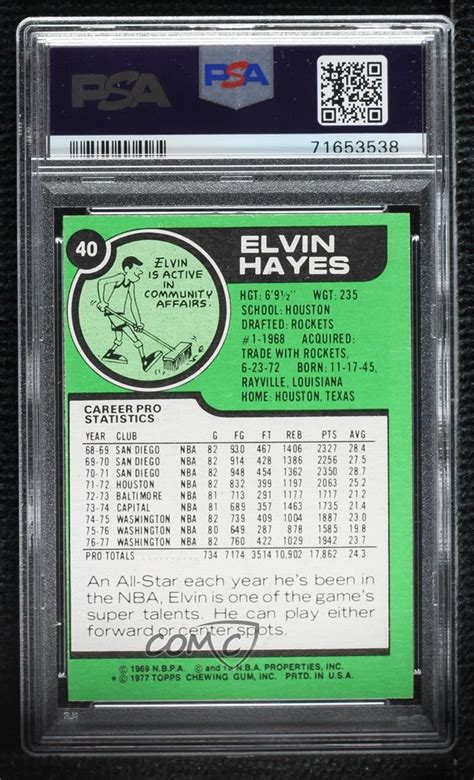 PSA PSA
71653538
40
ELVIN
IS ACTIVE
IN
COMMUNITY
AFFAIRS.
ELVIN
HAYES
HGT: 6'9½" WGT: 235
SCHOOL: HOUSTON
DRAFTED: ROCKETS
#1-1968 ACQUIRED:
TRADE WITH ROCKETS,
6-23-72 BORN: 11-17-45,
RAYVILLE, LOUISIANA
HOME: HOUSTON, TEXAS
CAREER PRO
STATISTICS
YEAR CLUB G FG FT REB PTS AVG
68-69 SAN DIEGO NBA 82 930 467 1406 2327 28.4
69-70 SAN DIEGO NBA 82 914 428 1386 2256 27.5
70-71 SAN DIEGO NBA 82 948 454 1362 2350 28.7
71-72 HOUSTON NBA 82 832 399 1197 2063 25.2
72-73 BALTIMORE NBA 81 713 291 1177 1717 21.2
73-74 CAPITAL NBA 81 689 357 1463 1735 21.4
74-75 WASHINGTON NBA 82 739 409 1004 1887 23.0
75-76 WASHINGTON NBA 80 649 287 878 1585 19.8
76-77 WASHINGTON NBA 82 760 422 1029 1942 23.7
PRO TOTALS 734 7174 3514 10,902 17,862 24.3
An All-Star each year he's been in
the NBA, Elvin is one of the game's
super talents. He can play either
forward or center spots.
COMC
© 1969 N.B.P.A. © and N.B.A. PROPERTIES, INC.
* © 1977 TOPPS CHEWING GUM, INC. PRTD. IN U.S.A.